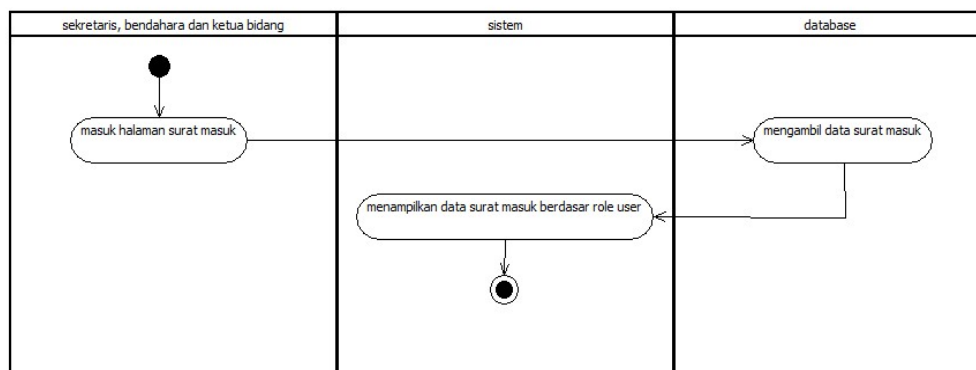 sekretaris, bendahara dan ketua bidang
sistem
database
masuk halaman surat masuk
mengambil data surat masuk
menampilkan data surat masuk berdasar role user